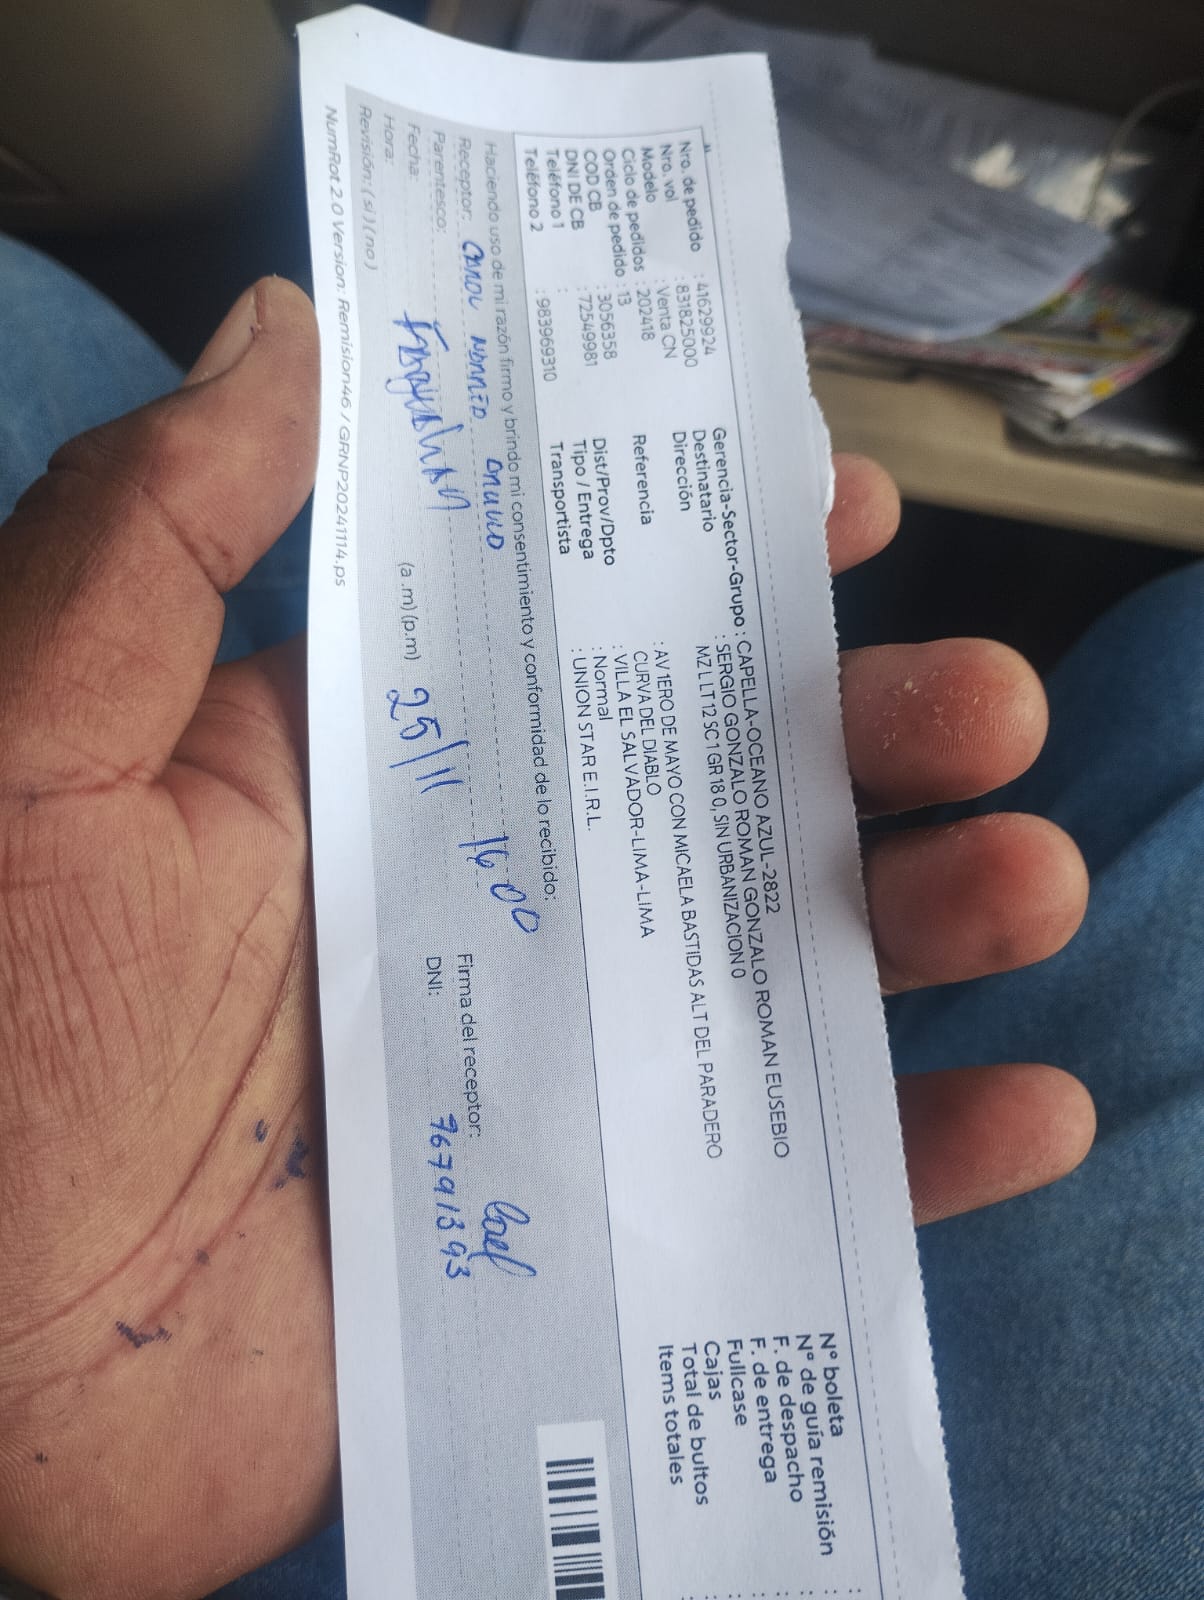 Nro. de pedido : 41629924
Nro. vol : 831825000
Modelo : Venta CN
Ciclo de pedidos : 202418
Orden de pedido : 13
COD CB : 3056358
DNI DE CB : 72549981
Teléfono 1 :
Teléfono 2 : 983969310
Gerencia-Sector-Grupo : CAPELLA-OCEANO AZUL-2822
Destinatario : SERGIO GONZALO ROMAN GONZALO ROMAN EUSEBIO
Dirección MZ L LT 12 SC 1 GR 18 0, SIN URBANIZACION 0
Referencia : AV 1ERO DE MAYO CON MICAELA BASTIDAS ALT DEL PARADERO
CURVA DEL DIABLO
Dist/Prov/Dpto : VILLA EL SALVADOR-LIMA-LIMA
Tipo / Entrega : Normal
Transportista : UNION STAR E.I.R.L.
Nº boleta :
Nº de guía remisión :
F. de despacho :
F. de entrega :
Fullcase :
Cajas :
Total de bultos :
Items totales :
Haciendo uso de mi razón firmo y brindo mi consentimiento y conformidad de lo recibido:
Receptor: 16:00 Firma del receptor:
Parentesco: DNI: 76791393
Fecha:
Hora: (a.m) (p.m) 25/11
Revisión: ( si ) ( no )
NumRot 2.0 Version: Remision46 / GRNP20241114.ps